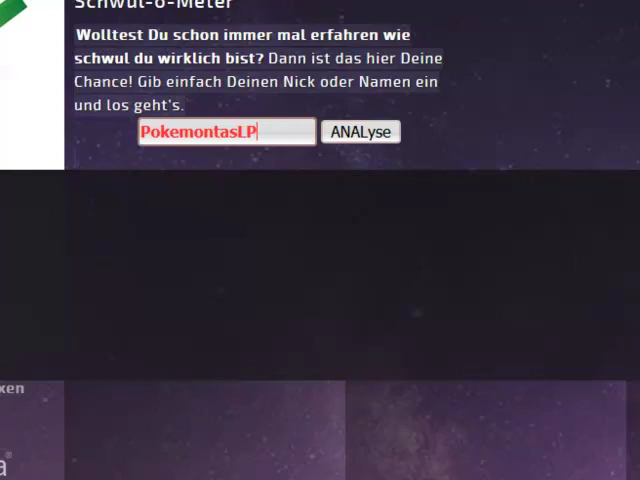 Schwul-o-Meter
Wolltest Du schon immer mal erfahren wie
schwul du wirklich bist? Dann ist das hier Deine
Chance! Gib einfach Deinen Nick oder Namen ein
und los geht's.
PokemontasLP ANALyse
xen
a